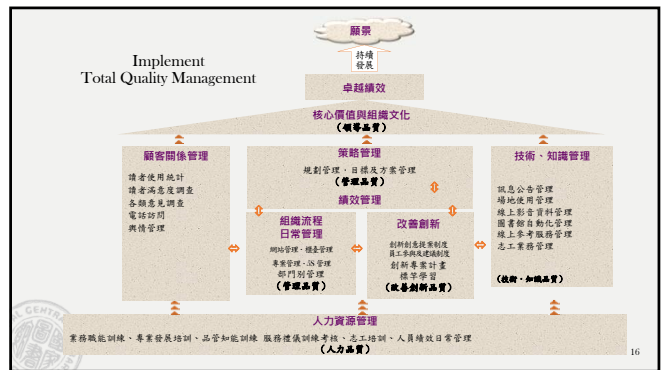 Implement
Total Quality Management
願景
持續
發展
卓越績效
核心價值與組織文化
(領導品質)
顧客關係管理
讀者使用統計
讀者滿意度調查
各類意見調查
電話訪問
輿情管理
策略管理
規劃管理、目標及方案管理
(管理品質)
績效管理
組織流程
日常管理
網站管理、櫃臺管理
專案管理、5S 管理
部門別管理
(管理品質)
改善創新
創新創意提案制度
員工參與及建議制度
創新專案計畫
標竿學習
(改善創新品質)
技術、知識管理
訊息公告管理
場地使用管理
線上影音資料管理
圖書館自動化管理
線上參考服務管理
志工業務管理
(技術、知識品質)
人力資源管理
業務職能訓練、專業發展培訓、品管知能訓練 服務禮儀訓練考核、志工培訓、人員績效日常管理
(人力品質)
16